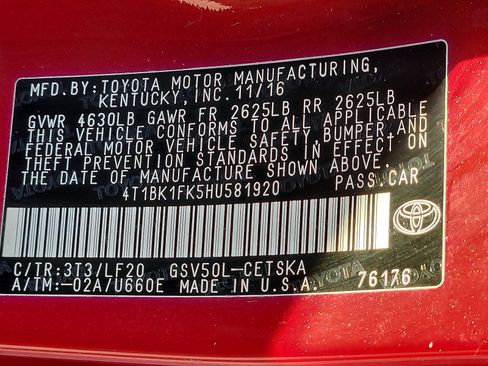 MFD.BY:TOYOTA MOTOR MANUFACTURING,
KENTUCKY, INC. 11/16
GVWR 4630LB GAWR FR 2625LB RR 2625LB
THIS VEHICLE CONFORMS TO ALL APPLICABLE
FEDERAL MOTOR VEHICLE SAFETY, BUMPER, AND
THEFT PREVENTION STANDARDS IN EFFECT ON
THE DATE OF MANUFACTURE SHOWN ABOVE.
4T1BK1FK5HU581920 PASS.CAR
C/TR:3T3/LF20 GSV50L-CETSKA
A/TM:-02A/U660E MADE IN U.S.A. 76176